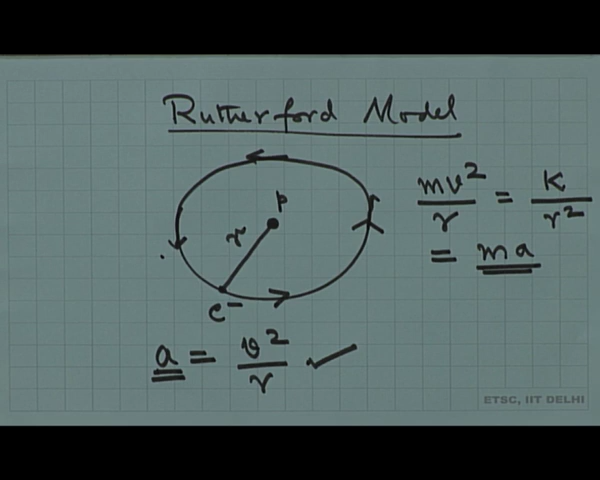 Rutherford Model
p
r
e⁻
mv²/r = K/r²
= ma
a = v²/r ✓
ETSC, IIT DELHI